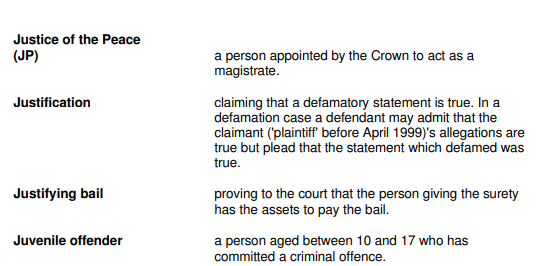 Justice of the Peace
(JP) a person appointed by the Crown to act as a
magistrate.
Justification claiming that a defamatory statement is true. In a
defamation case a defendant may admit that the
claimant ('plaintiff' before April 1999)'s allegations are
true but plead that the statement which defamed was
true.
Justifying bail proving to the court that the person giving the surety
has the assets to pay the bail.
Juvenile offender a person aged between 10 and 17 who has
committed a criminal offence.